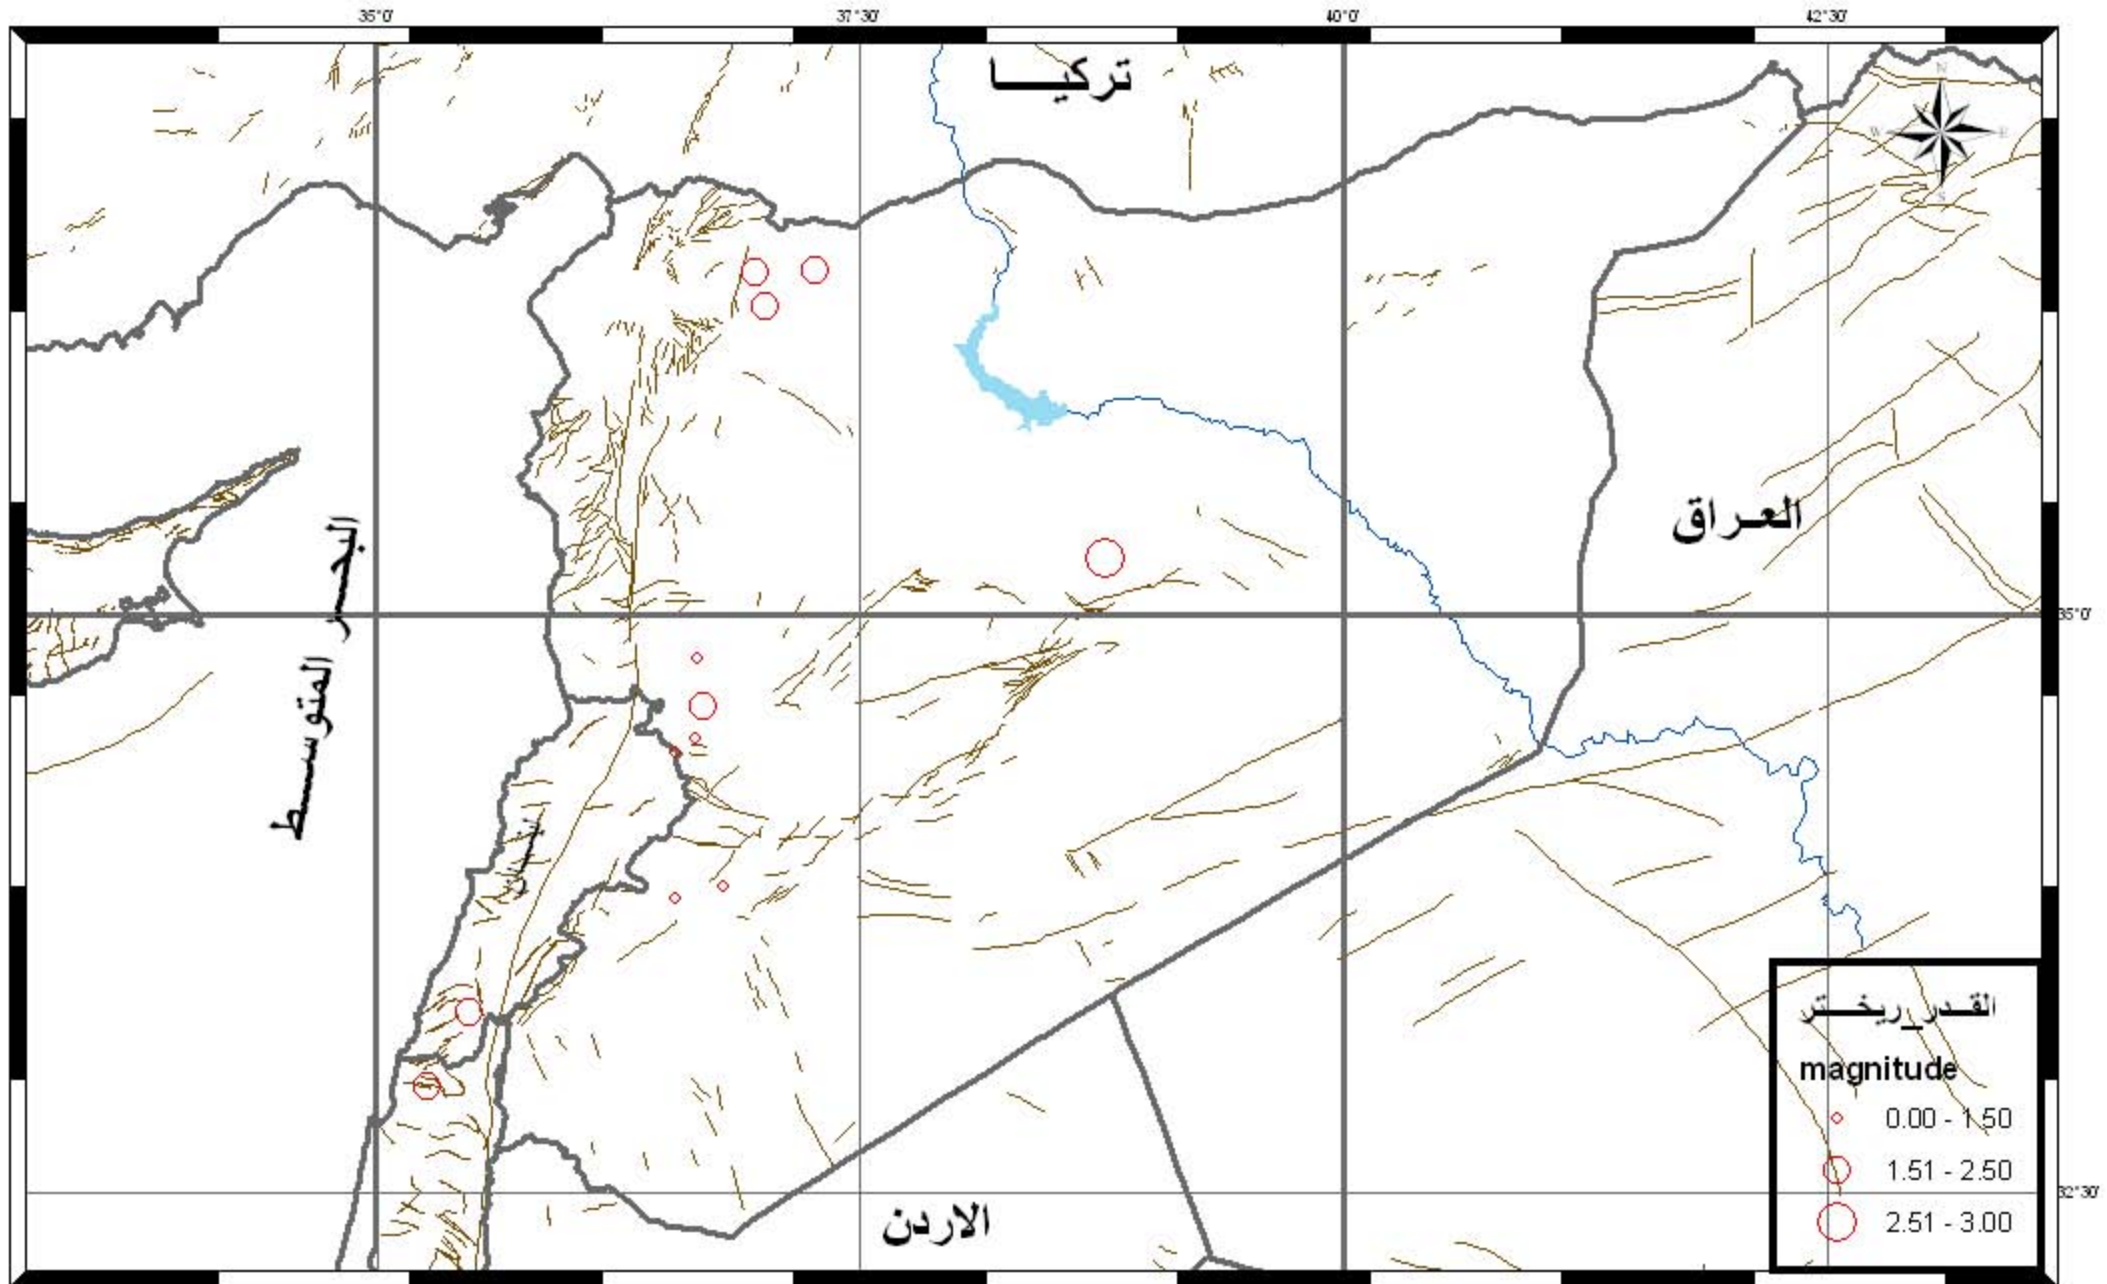 35°0' 37°30' 40°0' 42°30'
تركيا
N
W E
S
العراق
35°0'
البحر المتوسط
لبنان
القدر_ريختر
magnitude
0.00 - 1.50
1.51 - 2.50
2.51 - 3.00
32°30'
الاردن